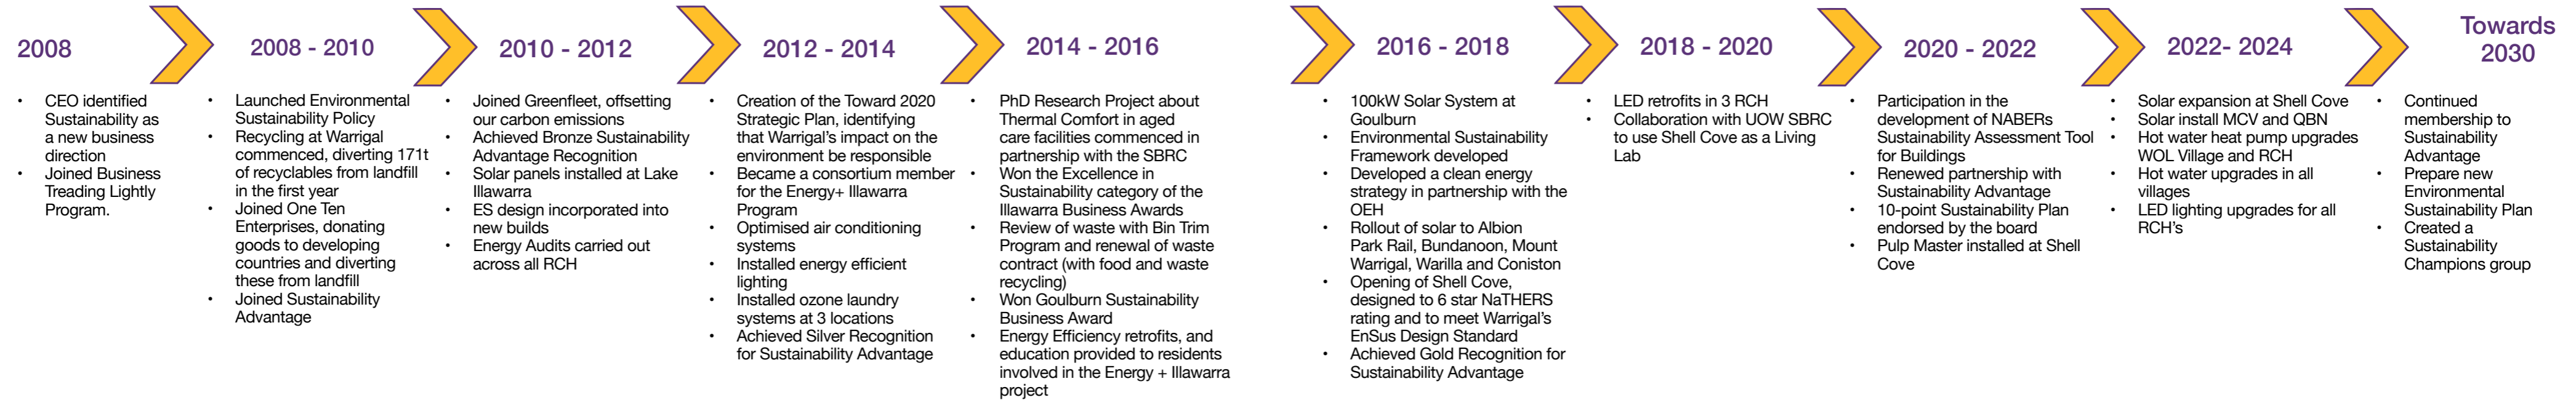 2008
• CEO identified
Sustainability as
a new business
direction
• Joined Business
Treading Lightly
Program.
2008 - 2010
• Launched Environmental
Sustainability Policy
• Recycling at Warrigal
commenced, diverting 171t
of recyclables from landfill
in the first year
• Joined One Ten
Enterprises, donating
goods to developing
countries and diverting
these from landfill
• Joined Sustainability
Advantage
2010 - 2012
• Joined Greenfleet, offsetting
our carbon emissions
• Achieved Bronze Sustainability
Advantage Recognition
• Solar panels installed at Lake
Illawarra
• ES design incorporated into
new builds
• Energy Audits carried out
across all RCH
2012 - 2014
• Creation of the Toward 2020
Strategic Plan, identifying
that Warrigal’s impact on the
environment be responsible
• Became a consortium member
for the Energy+ Illawarra
Program
• Optimised air conditioning
systems
• Installed energy efficient
lighting
• Installed ozone laundry
systems at 3 locations
• Achieved Silver Recognition
for Sustainability Advantage
2014 - 2016
• PhD Research Project about
Thermal Comfort in aged
care facilities commenced in
partnership with the SBRC
• Won the Excellence in
Sustainability category of the
Illawarra Business Awards
• Review of waste with Bin Trim
Program and renewal of waste
contract (with food and waste
recycling)
• Won Goulburn Sustainability
Business Award
• Energy Efficiency retrofits, and
education provided to residents
involved in the Energy + Illawarra
project
2016 - 2018
• 100kW Solar System at
Goulburn
• Environmental Sustainability
Framework developed
• Developed a clean energy
strategy in partnership with the
OEH
• Rollout of solar to Albion
Park Rail, Bundanoon, Mount
Warrigal, Warilla and Coniston
• Opening of Shell Cove,
designed to 6 star NaTHERS
rating and to meet Warrigal’s
EnSus Design Standard
• Achieved Gold Recognition for
Sustainability Advantage
2018 - 2020
• LED retrofits in 3 RCH
• Collaboration with UOW SBRC
to use Shell Cove as a Living
Lab
2020 - 2022
• Participation in the
development of NABERs
Sustainability Assessment Tool
for Buildings
• Renewed partnership with
Sustainability Advantage
• 10-point Sustainability Plan
endorsed by the board
• Pulp Master installed at Shell
Cove
2022- 2024
• Solar expansion at Shell Cove
• Solar install MCV and QBN
• Hot water heat pump upgrades
WOL Village and RCH
• Hot water upgrades in all
villages
• LED lighting upgrades for all
RCH’s
Towards
2030
• Continued
membership to
Sustainability
Advantage
• Prepare new
Environmental
Sustainability Plan
• Created a
Sustainability
Champions group